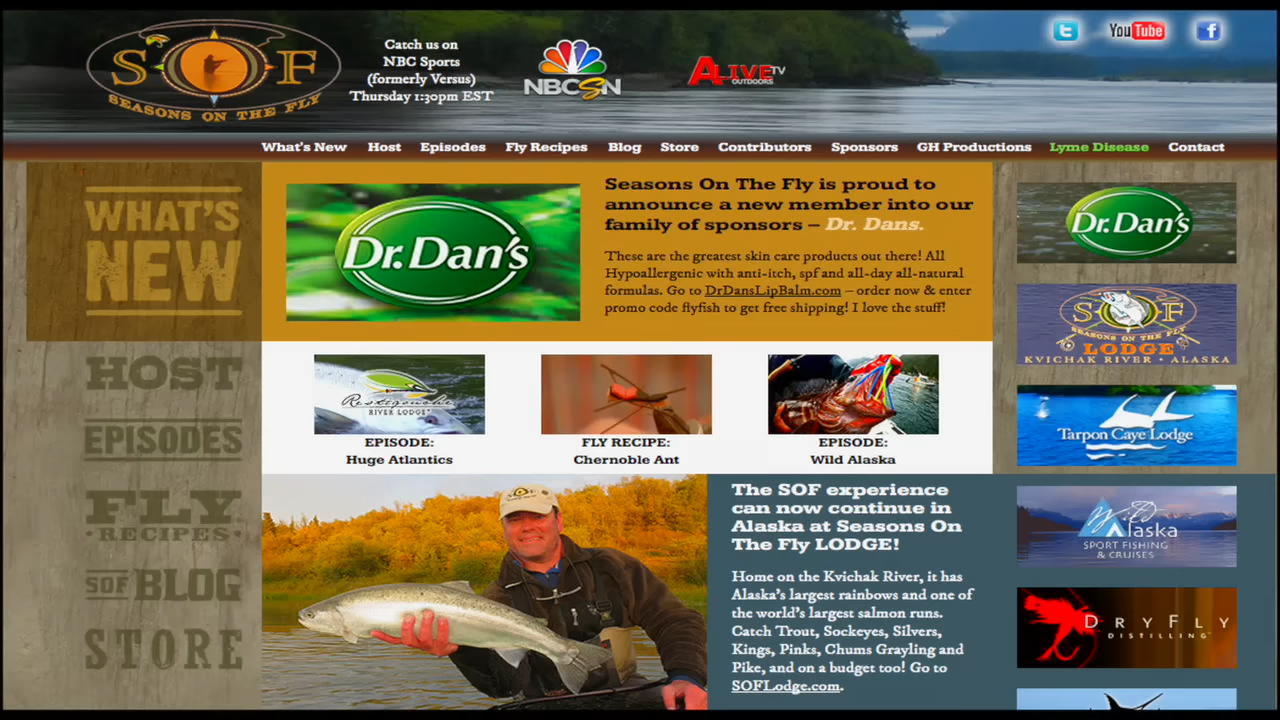 SOF
SEASONS ON THE FLY
Catch us on
NBC Sports
(formerly Versus)
Thursday 1:30pm EST
NBCSN
ALIVE TV
OUTDOORS
t
YouTube
f
What's New Host Episodes Fly Recipes Blog Store Contributors Sponsors GH Productions Lyme Disease Contact
WHAT'S
NEW
HOST
EPISODES
FLY
·RECIPES·
SOF BLOG
STORE
Dr. Dan's
Seasons On The Fly is proud to
announce a new member into our
family of sponsors – Dr. Dans.
These are the greatest skin care products out there! All
Hypoallergenic with anti-itch, spf and all-day all-natural
formulas. Go to DrDansLipBalm.com – order now & enter
promo code flyfish to get free shipping! I love the stuff!
Restigouche
RIVER LODGE
EPISODE:
Huge Atlantics
FLY RECIPE:
Chernoble Ant
EPISODE:
Wild Alaska
The SOF experience
can now continue in
Alaska at Seasons On
The Fly LODGE!
Home on the Kvichak River, it has
Alaska's largest rainbows and one of
the world's largest salmon runs.
Catch Trout, Sockeyes, Silvers,
Kings, Pinks, Chums Grayling and
Pike, and on a budget too! Go to
SOFLodge.com.
Dr. Dan's
SOF
SEASONS ON THE FLY
LODGE
KVICHAK RIVER · ALASKA
Tarpon Caye Lodge
Wild
Alaska
SPORT FISHING
& CRUISES
DRYFLY
DISTILLING